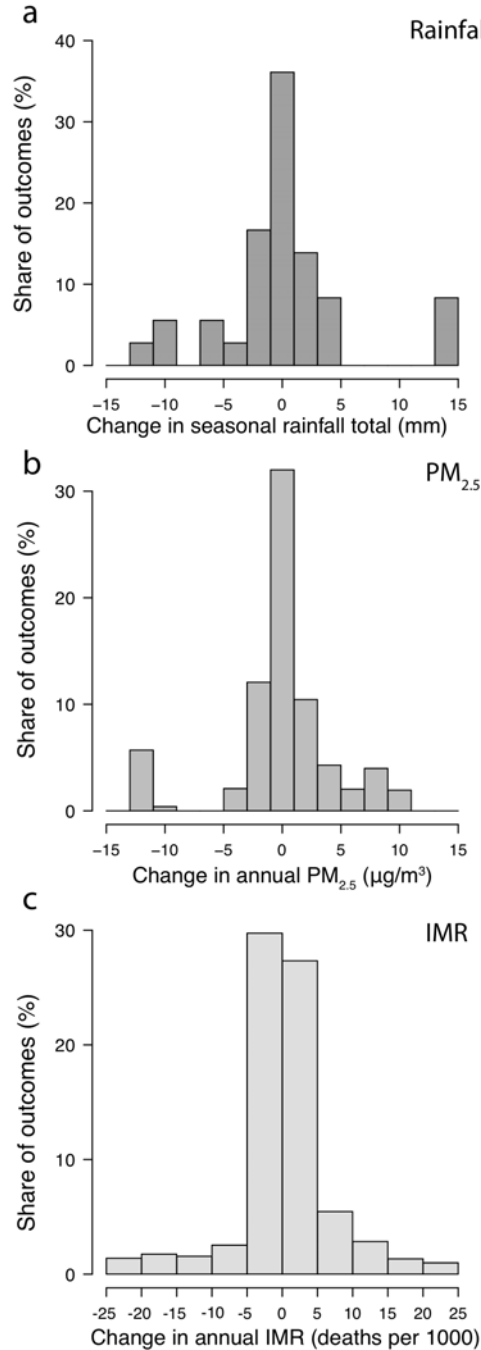 a
Rainfal
Share of outcomes (%)
40
30
20
10
0
−15 −10 −5 0 5 10 15
Change in seasonal rainfall total (mm)
b
PM2.5
Share of outcomes (%)
30
20
10
0
−15 −10 −5 0 5 10 15
Change in annual PM2.5 (µg/m³)
c
IMR
Share of outcomes (%)
30
20
10
0
-25 -20 -15 -10 -5 0 5 10 15 20 25
Change in annual IMR (deaths per 1000)